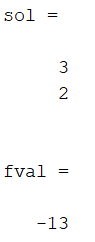 sol =
3
2
fval =
-13